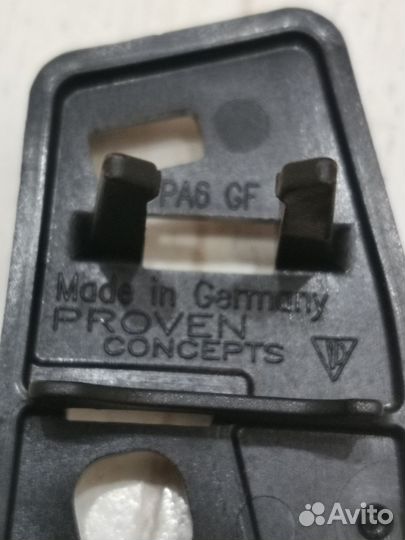 PA6 GF
Made in Germany
PROVEN
CONCEPTS
Avito